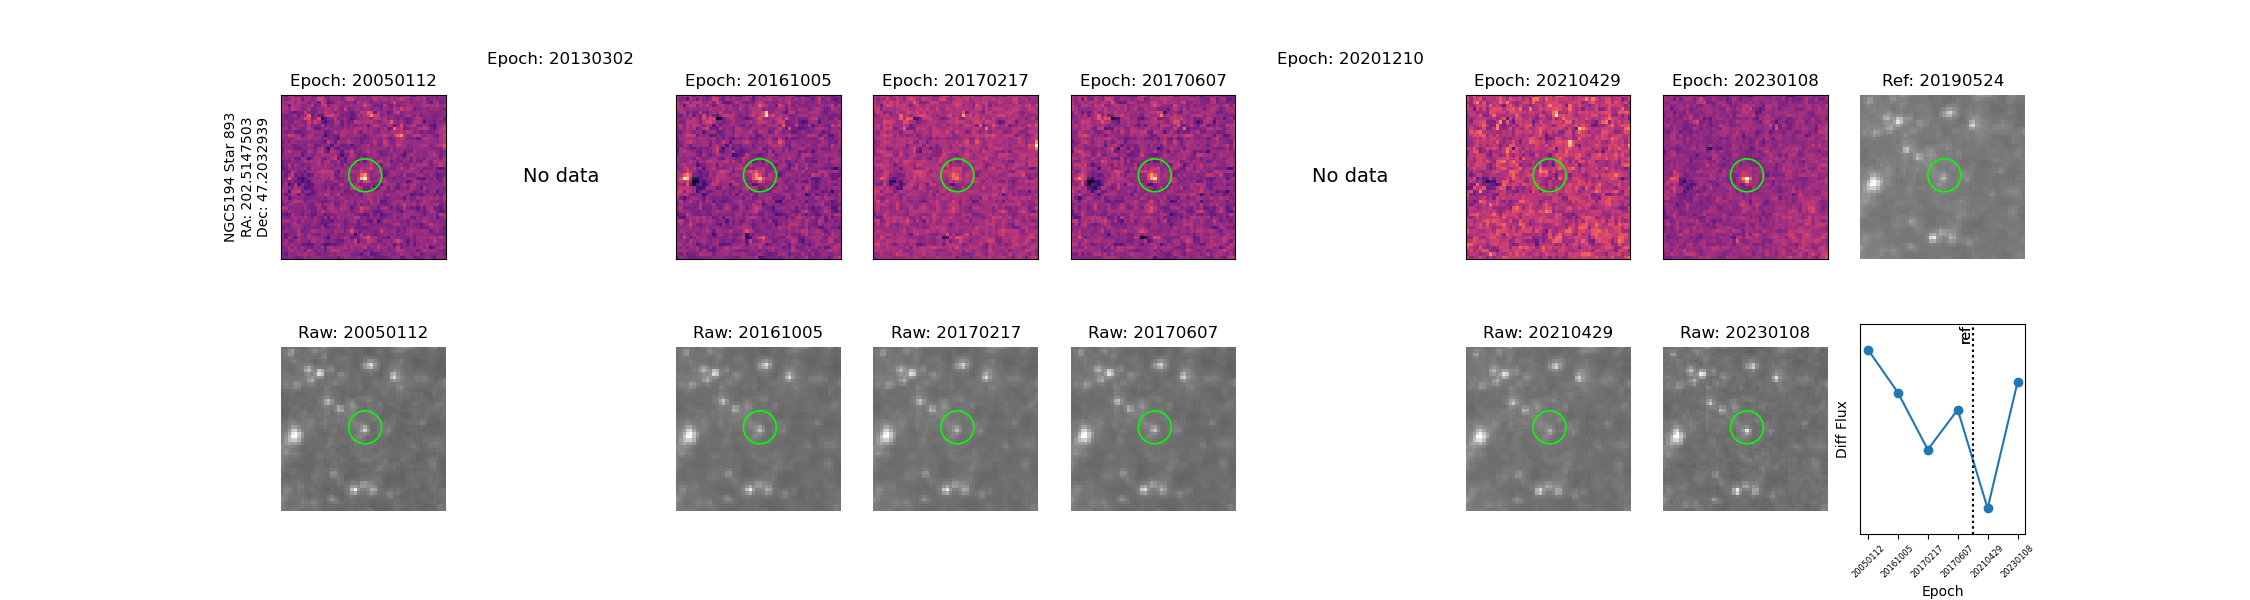 Epoch: 20130302
Epoch: 20201210
Epoch: 20050112
Epoch: 20161005
Epoch: 20170217
Epoch: 20170607
Epoch: 20210429
Epoch: 20230108
Ref: 20190524
NGC5194 Star 893
RA: 202.5147503
Dec: 47.2032939
No data
No data
Raw: 20050112
Raw: 20161005
Raw: 20170217
Raw: 20170607
Raw: 20210429
Raw: 20230108
ref
Diff Flux
20050112
20161005
20170217
20170607
20210429
20230108
Epoch